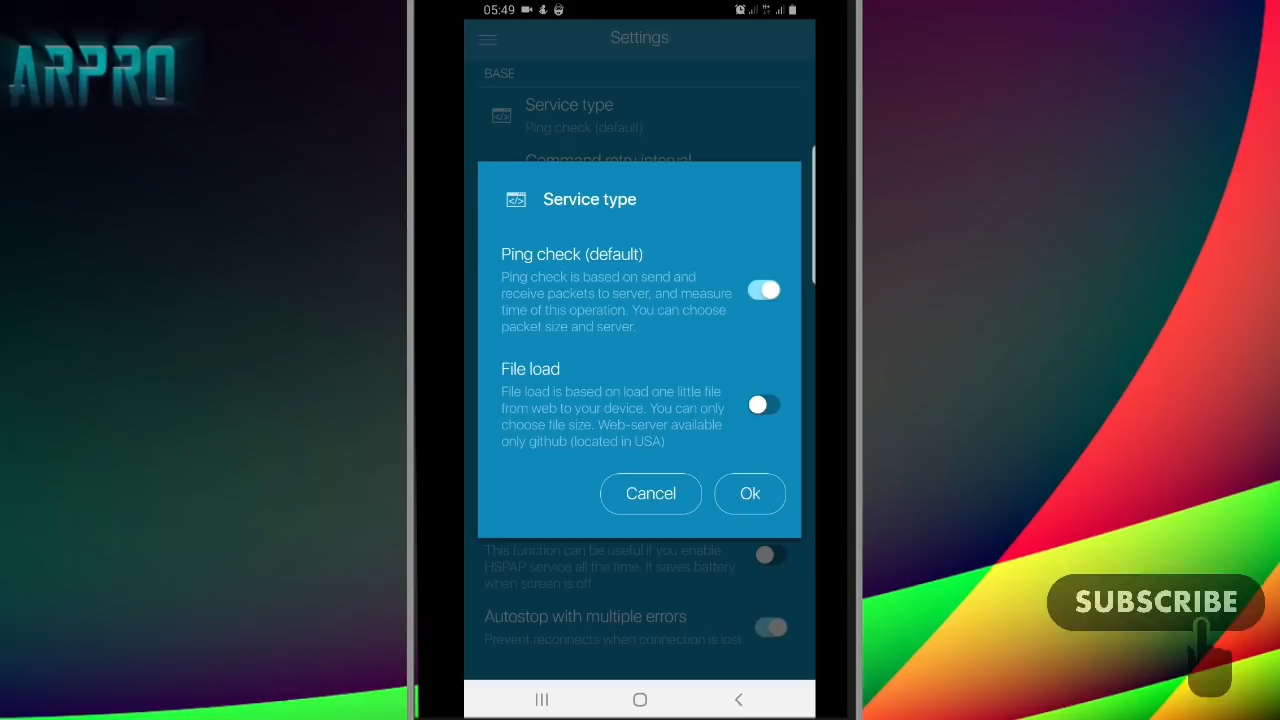 ARPRO
05:49
Settings
BASE
Service type
Ping check (default)
Command retry interval
Service type
Ping check (default)
Ping check is based on send and
receive packets to server, and measure
time of this operation. You can choose
packet size and server.
File load
File load is based on load one little file
from web to your device. You can only
choose file size. Web-server available
only github (located in USA)
Cancel
Ok
This function can be useful if you enable
HSPAP service all the time. It saves battery
when screen is off
Autostop with multiple errors
Prevent reconnects when connection is lost.
SUBSCRIBE